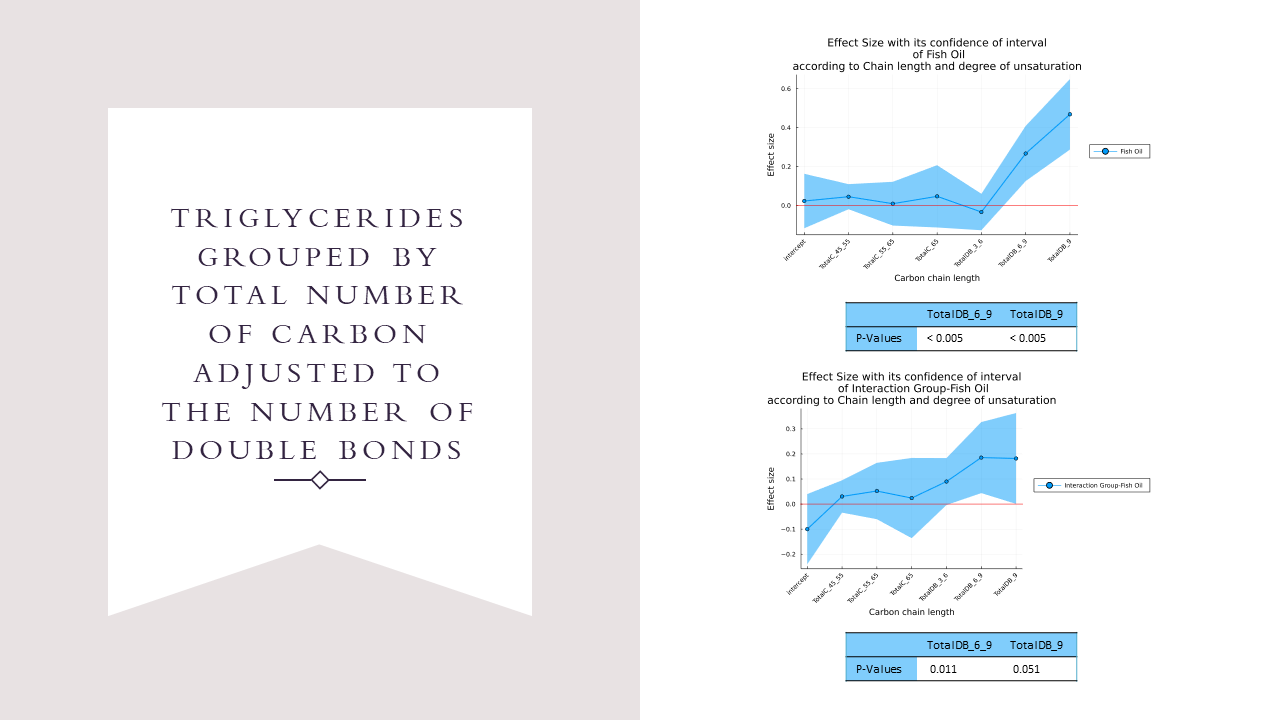 TRIGLYCERIDES
GROUPED BY
TOTAL NUMBER
OF CARBON
ADJUSTED TO
THE NUMBER OF
DOUBLE BONDS
Effect Size with its confidence of interval
of Fish Oil
according to Chain length and degree of unsaturation
Effect size
0.6
0.4
0.2
0.0
intercept
TotalC_45_55
TotalC_55_65
TotalC_65
TotalDB_3_6
TotalDB_6_9
TotalDB_9
Carbon chain length
Fish Oil
TotalDB_6_9 TotalDB_9
P-Values < 0.005 < 0.005
Effect Size with its confidence of interval
of Interaction Group-Fish Oil
according to Chain length and degree of unsaturation
Effect size
0.3
0.2
0.1
0.0
−0.1
−0.2
intercept
TotalC_45_55
TotalC_55_65
TotalC_65
TotalDB_3_6
TotalDB_6_9
TotalDB_9
Carbon chain length
Interaction Group-Fish Oil
TotalDB_6_9 TotalDB_9
P-Values 0.011 0.051